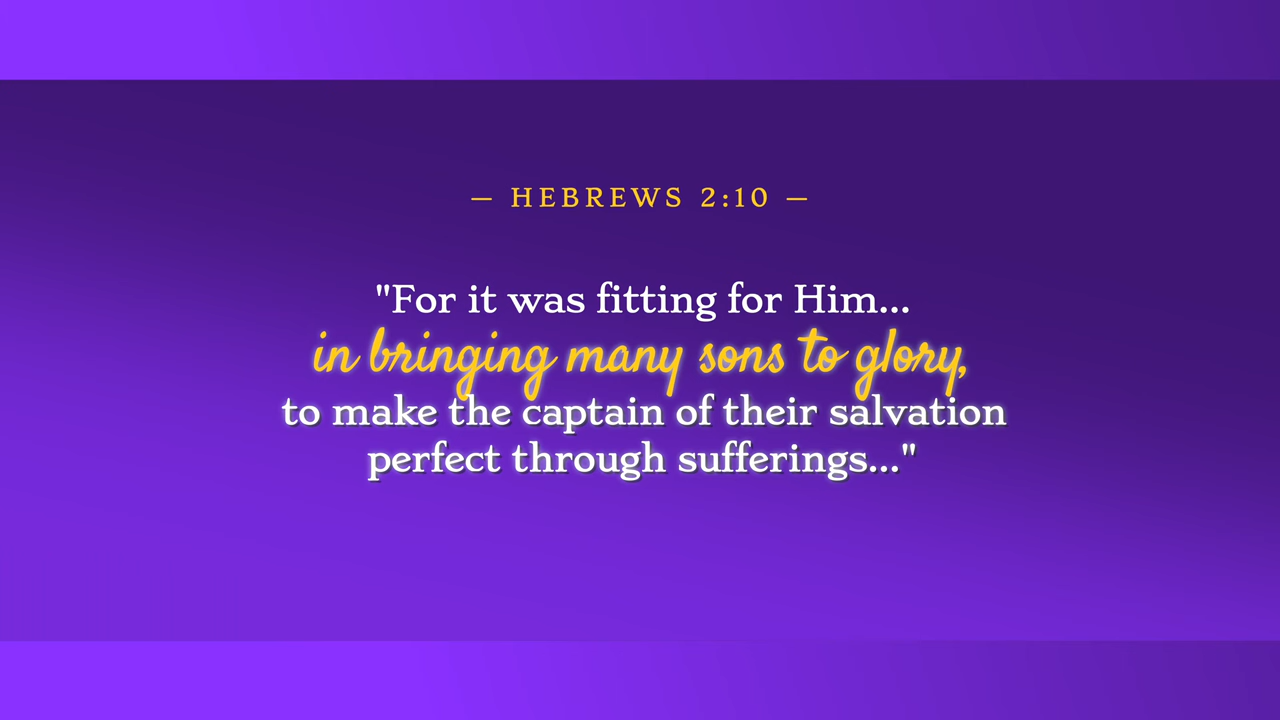 — HEBREWS 2:10 —
"For it was fitting for Him...
in bringing many sons to glory,
to make the captain of their salvation
perfect through sufferings..."